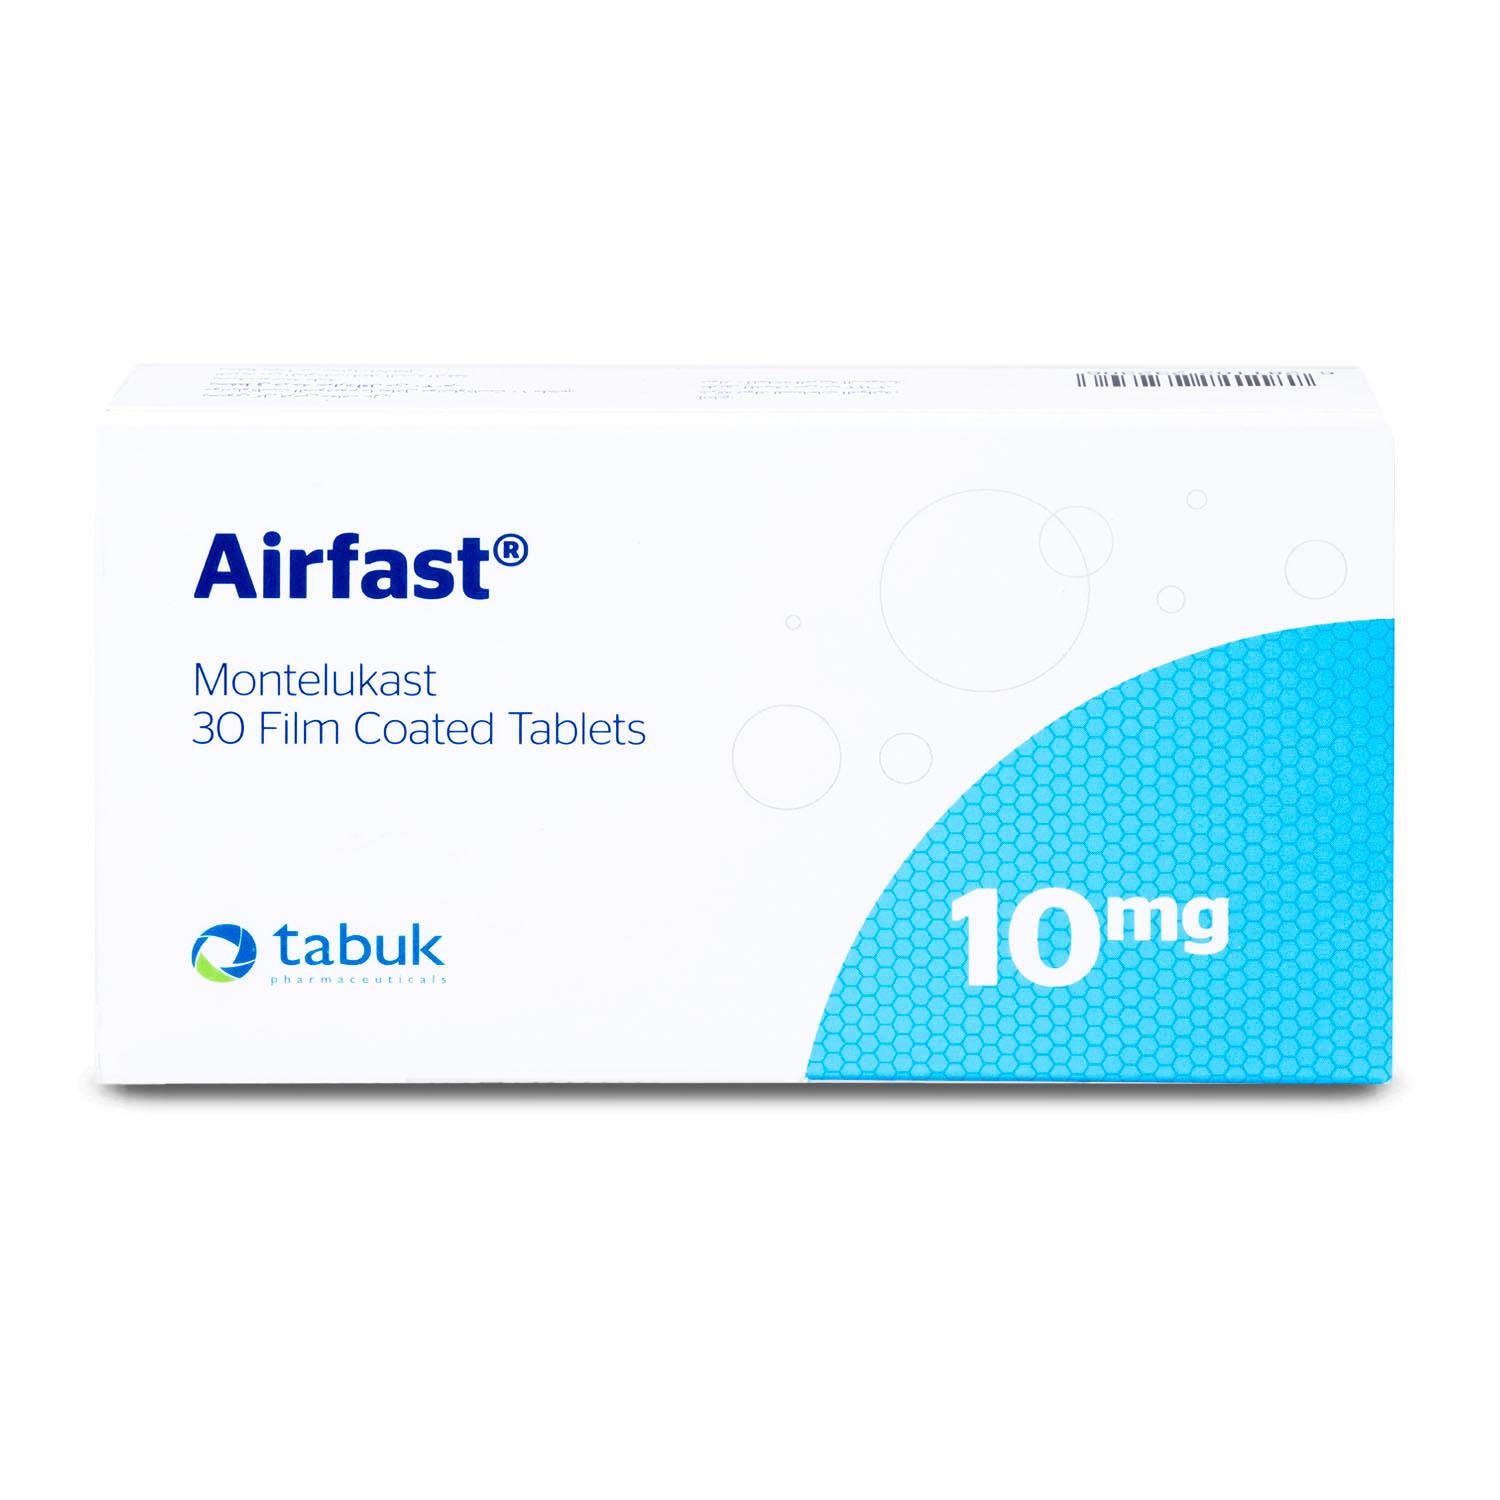 Airfast®
Montelukast
30 Film Coated Tablets
tabuk
pharmaceuticals
10mg